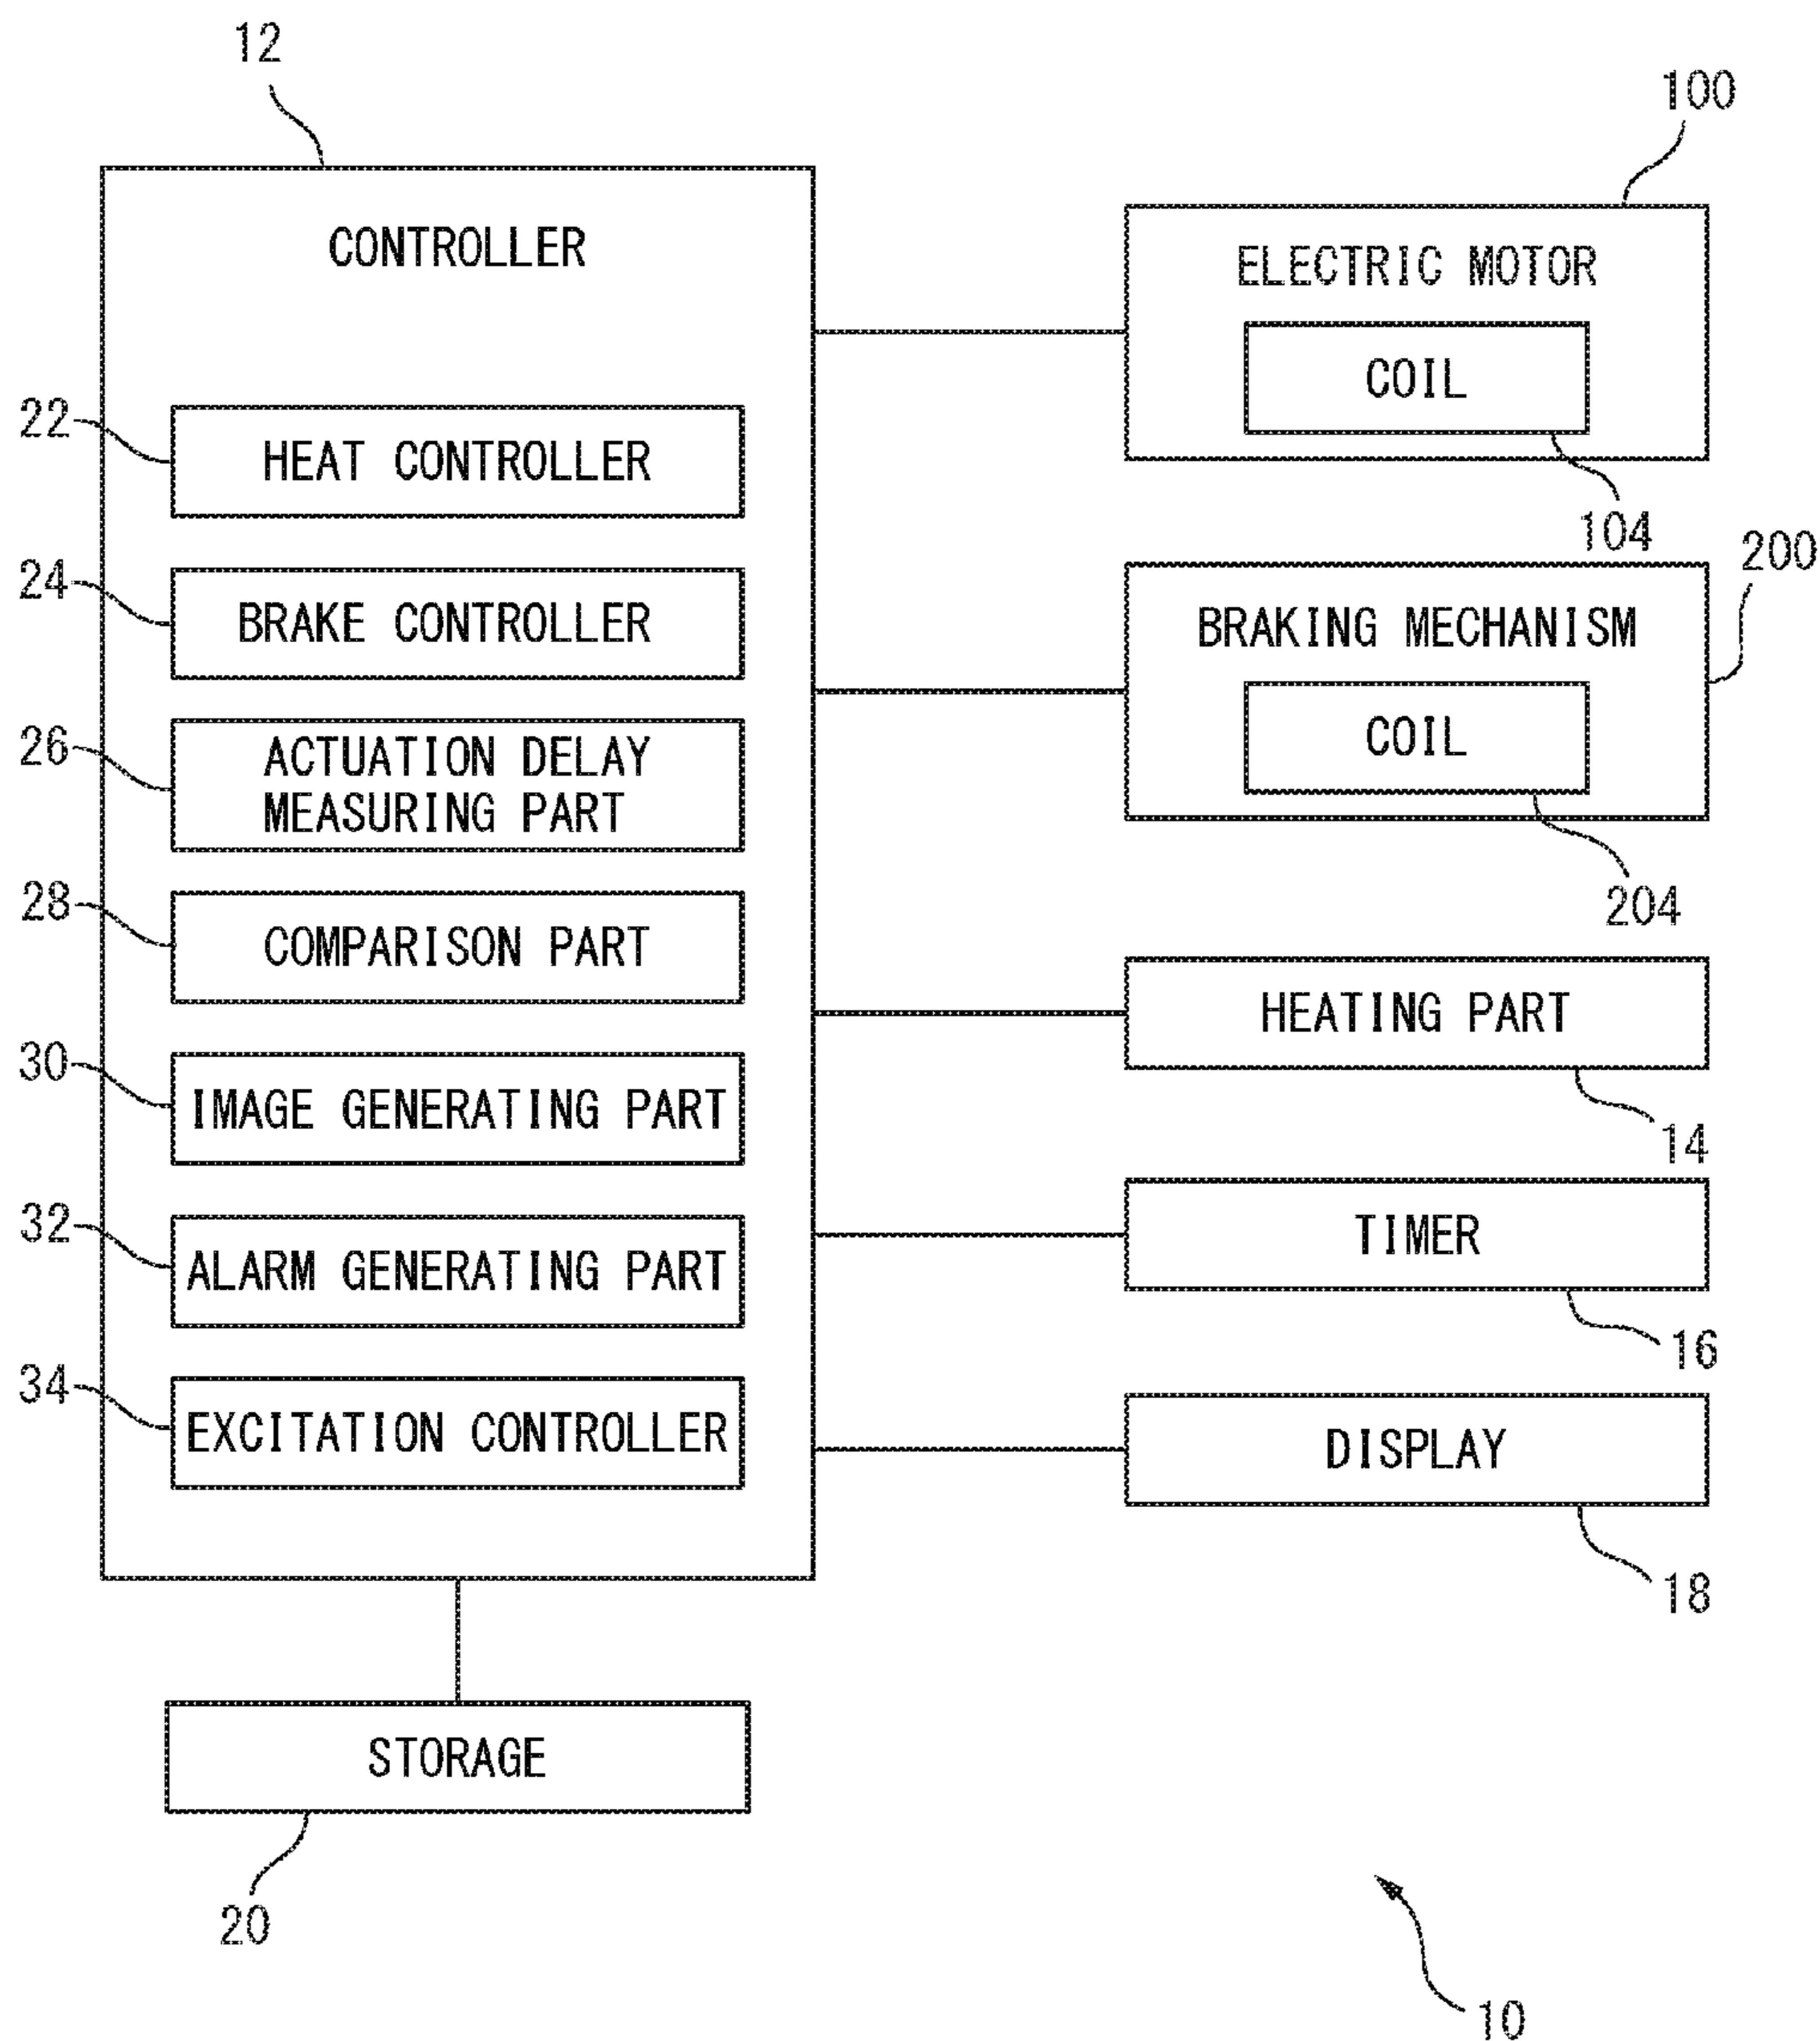 12
CONTROLLER
22
HEAT CONTROLLER
24
BRAKE CONTROLLER
26
ACTUATION DELAY
MEASURING PART
28
COMPARISON PART
30
IMAGE GENERATING PART
32
ALARM GENERATING PART
34
EXCITATION CONTROLLER
STORAGE
20
100
ELECTRIC MOTOR
COIL
104
200
BRAKING MECHANISM
COIL
204
HEATING PART
14
TIMER
16
DISPLAY
18
10